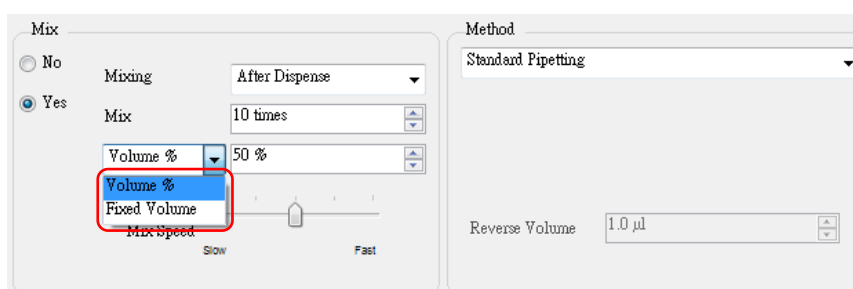 Mix
No
Yes
Mixing
After Dispense
Mix
10 times
Volume %
50 %
Volume %
Fixed Volume
Mix Speed
Slow
Fast
Method
Standard Pipetting
Reverse Volume
1.0 µl